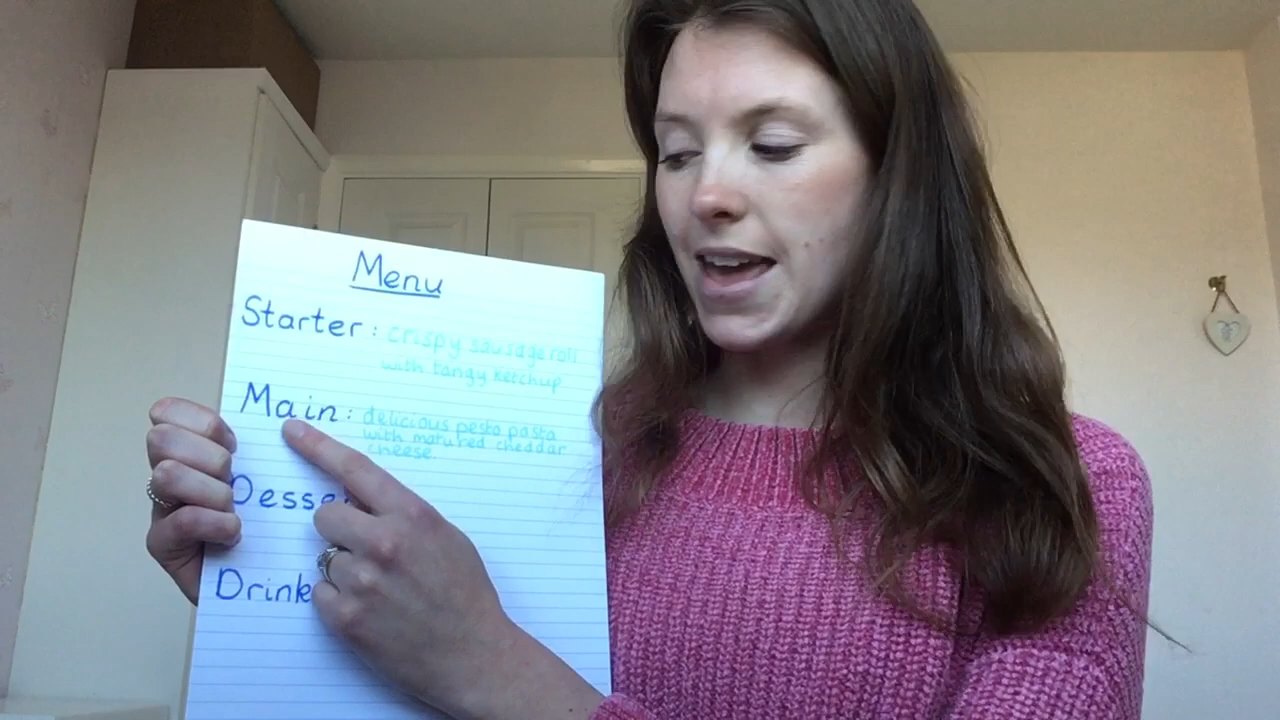 Menu
Starter: crispy sausage roll
with tangy ketchup
Main: delicious pesto pasta
with matured cheddar
cheese.
Desse
Drink